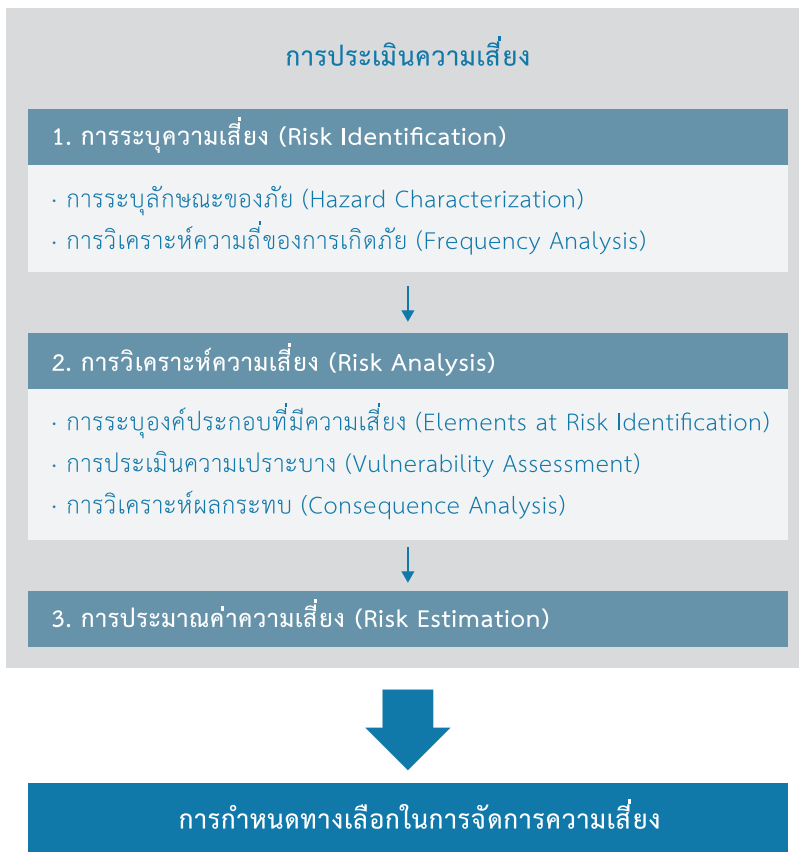 การประเมินความเสี่ยง
1. การระบุความเสี่ยง (Risk Identification)
· การระบุลักษณะของภัย (Hazard Characterization)
· การวิเคราะห์ความถี่ของการเกิดภัย (Frequency Analysis)
2. การวิเคราะห์ความเสี่ยง (Risk Analysis)
· การระบุองค์ประกอบที่มีความเสี่ยง (Elements at Risk Identification)
· การประเมินความเปราะบาง (Vulnerability Assessment)
· การวิเคราะห์ผลกระทบ (Consequence Analysis)
3. การประมาณค่าความเสี่ยง (Risk Estimation)
การกำหนดทางเลือกในการจัดการความเสี่ยง